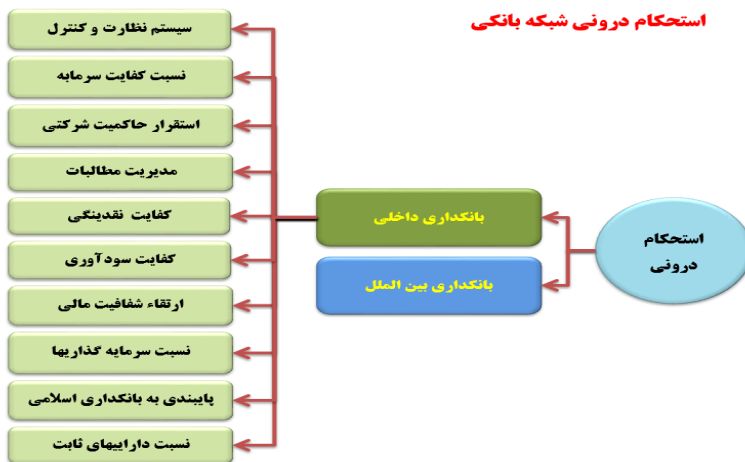 استحکام درونی شبکه بانکی
استحکام
درونی
بانکداری داخلی
بانکداری بین الملل
سیستم نظارت و کنترل
نسبت کفایت سرمابه
استقرار حاکمیت شرکتی
مدیریت مطالبات
کفایت نقدینگی
کفایت سودآوری
ارتقاء شفافیت مالی
نسبت سرمایه گذاریها
پایبندی به بانکداری اسلامی
نسبت داراییهای ثابت